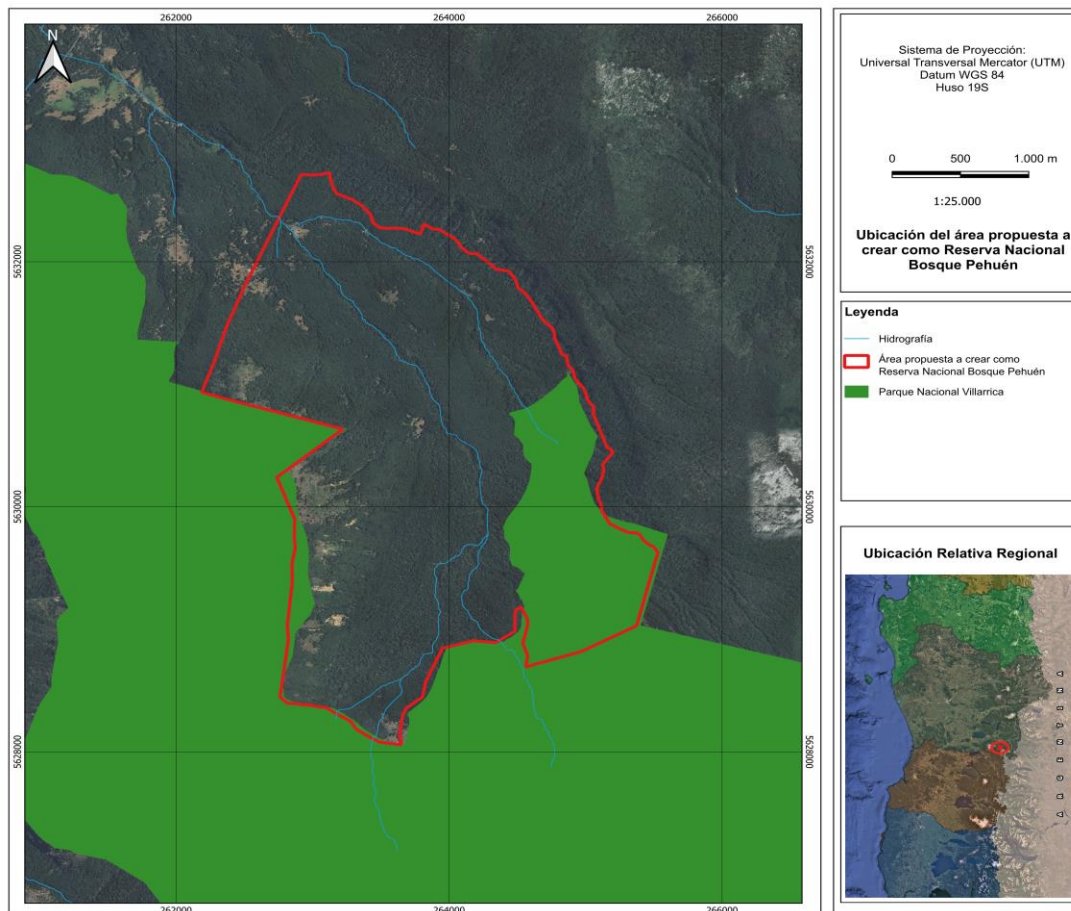 262000
264000
266000
N
5632000
5632000
5630000
5630000
5628000
5628000
262000
264000
266000
Sistema de Proyección:
Universal Transversal Mercator (UTM)
Datum WGS 84
Huso 19S
0 500 1.000 m
1:25.000
Ubicación del área propuesta a
crear como Reserva Nacional
Bosque Pehuén
Leyenda
Hidrografía
Área propuesta a crear como
Reserva Nacional Bosque Pehuén
Parque Nacional Villarrica
Ubicación Relativa Regional
ARGENTINA